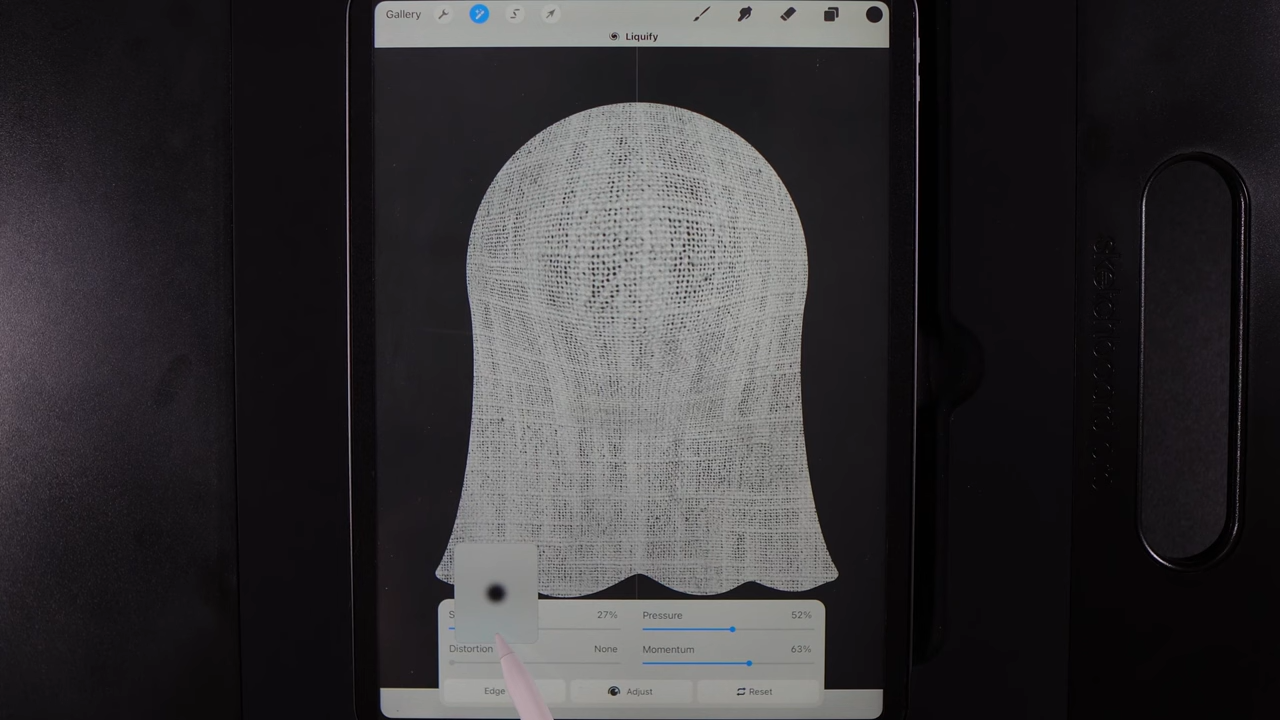 Gallery
Liquify
27%
Pressure
52%
Distortion
None
Momentum
63%
Edge
Adjust
Reset